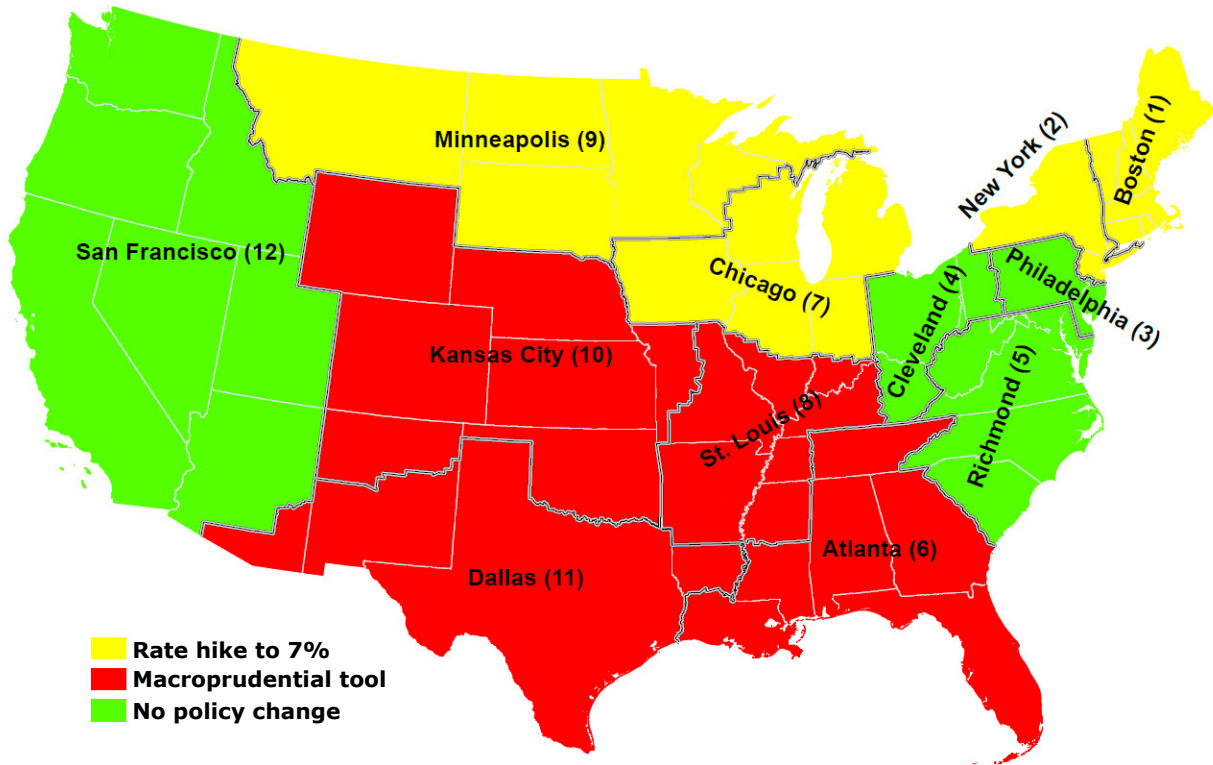 Minneapolis (9)
New York (2)
Boston (1)
San Francisco (12)
Chicago (7)
Cleveland (4)
Philadelphia (3)
Kansas City (10)
St. Louis (8)
Richmond (5)
Atlanta (6)
Dallas (11)
Rate hike to 7%
Macroprudential tool
No policy change